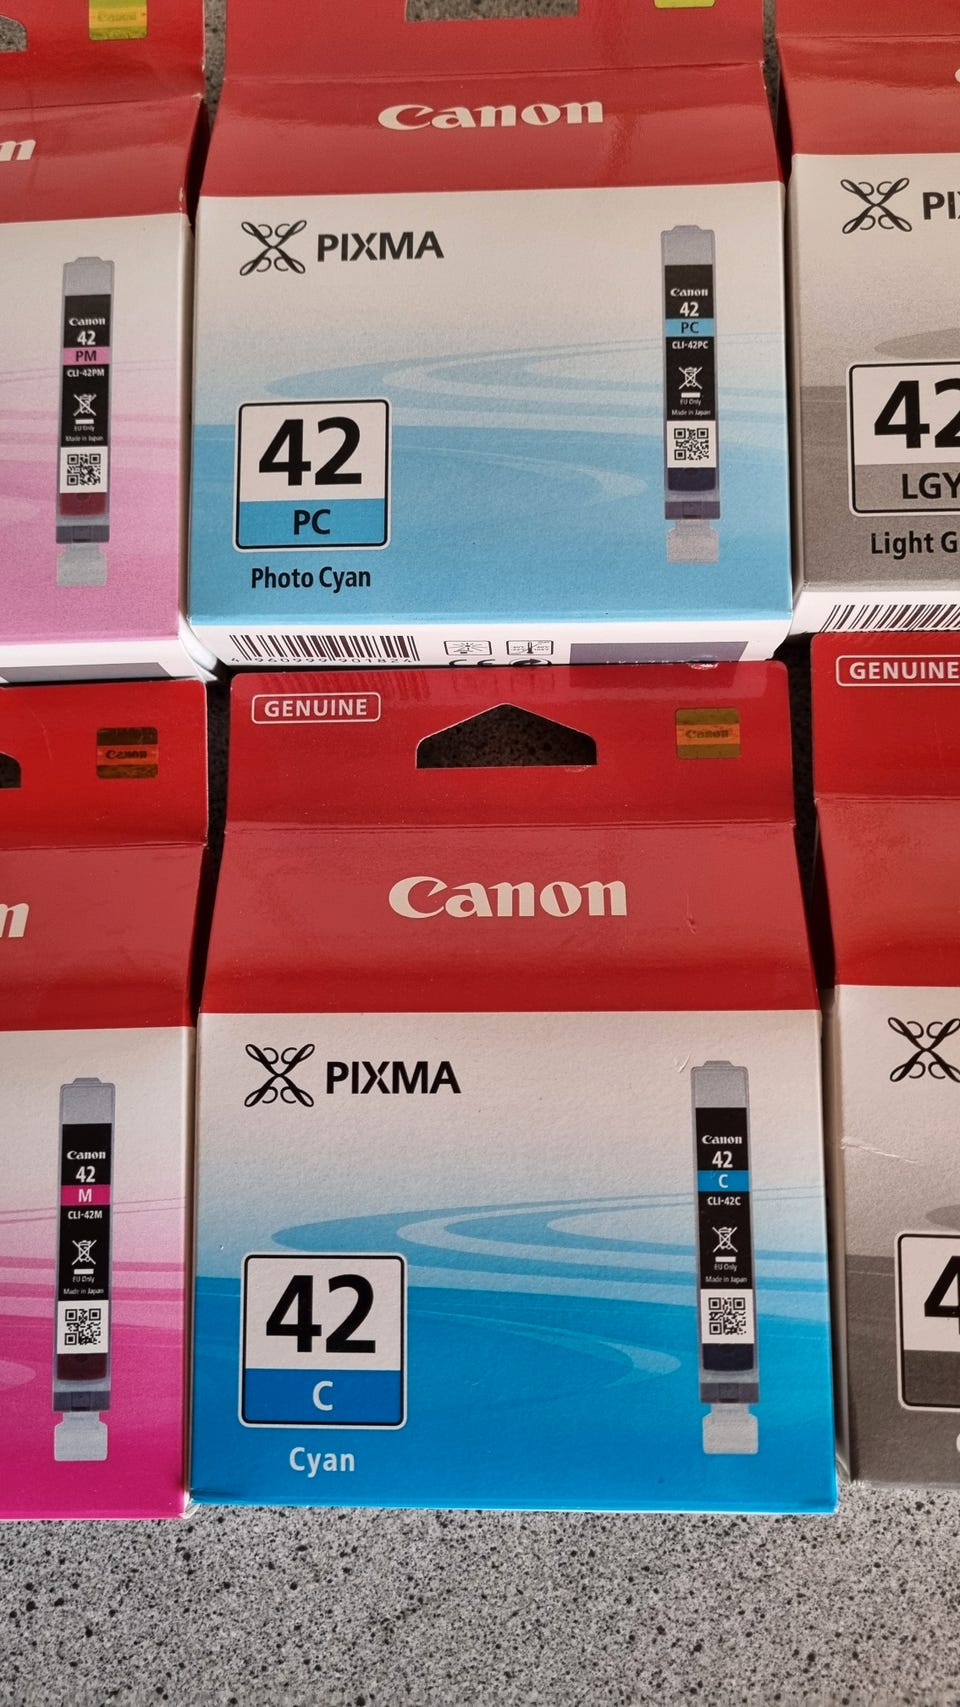 Canon
PIXMA
Canon
42
PM
CLI-42PM
EU Only
Made in Japan
Canon
42
PC
CLI-42PC
EU Only
Made in Japan
42
PC
Photo Cyan
42
LGY
Light G
4960999901824
GENUINE
Canon
Canon
GENUINE
Canon
PIXMA
Canon
42
M
CLI-42M
EU Only
Made in Japan
Canon
42
C
CLI-42C
EU Only
Made in Japan
42
C
Cyan